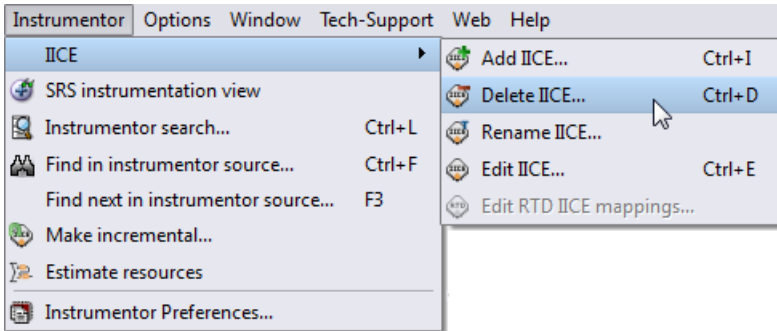 Instrumentor Options Window Tech-Support Web Help
IICE
SRS instrumentation view
Instrumentor search... Ctrl+L
Find in instrumentor source... Ctrl+F
Find next in instrumentor source... F3
Make incremental...
Estimate resources
Instrumentor Preferences...
Add IICE... Ctrl+I
Delete IICE... Ctrl+D
Rename IICE...
Edit IICE... Ctrl+E
Edit RTD IICE mappings...